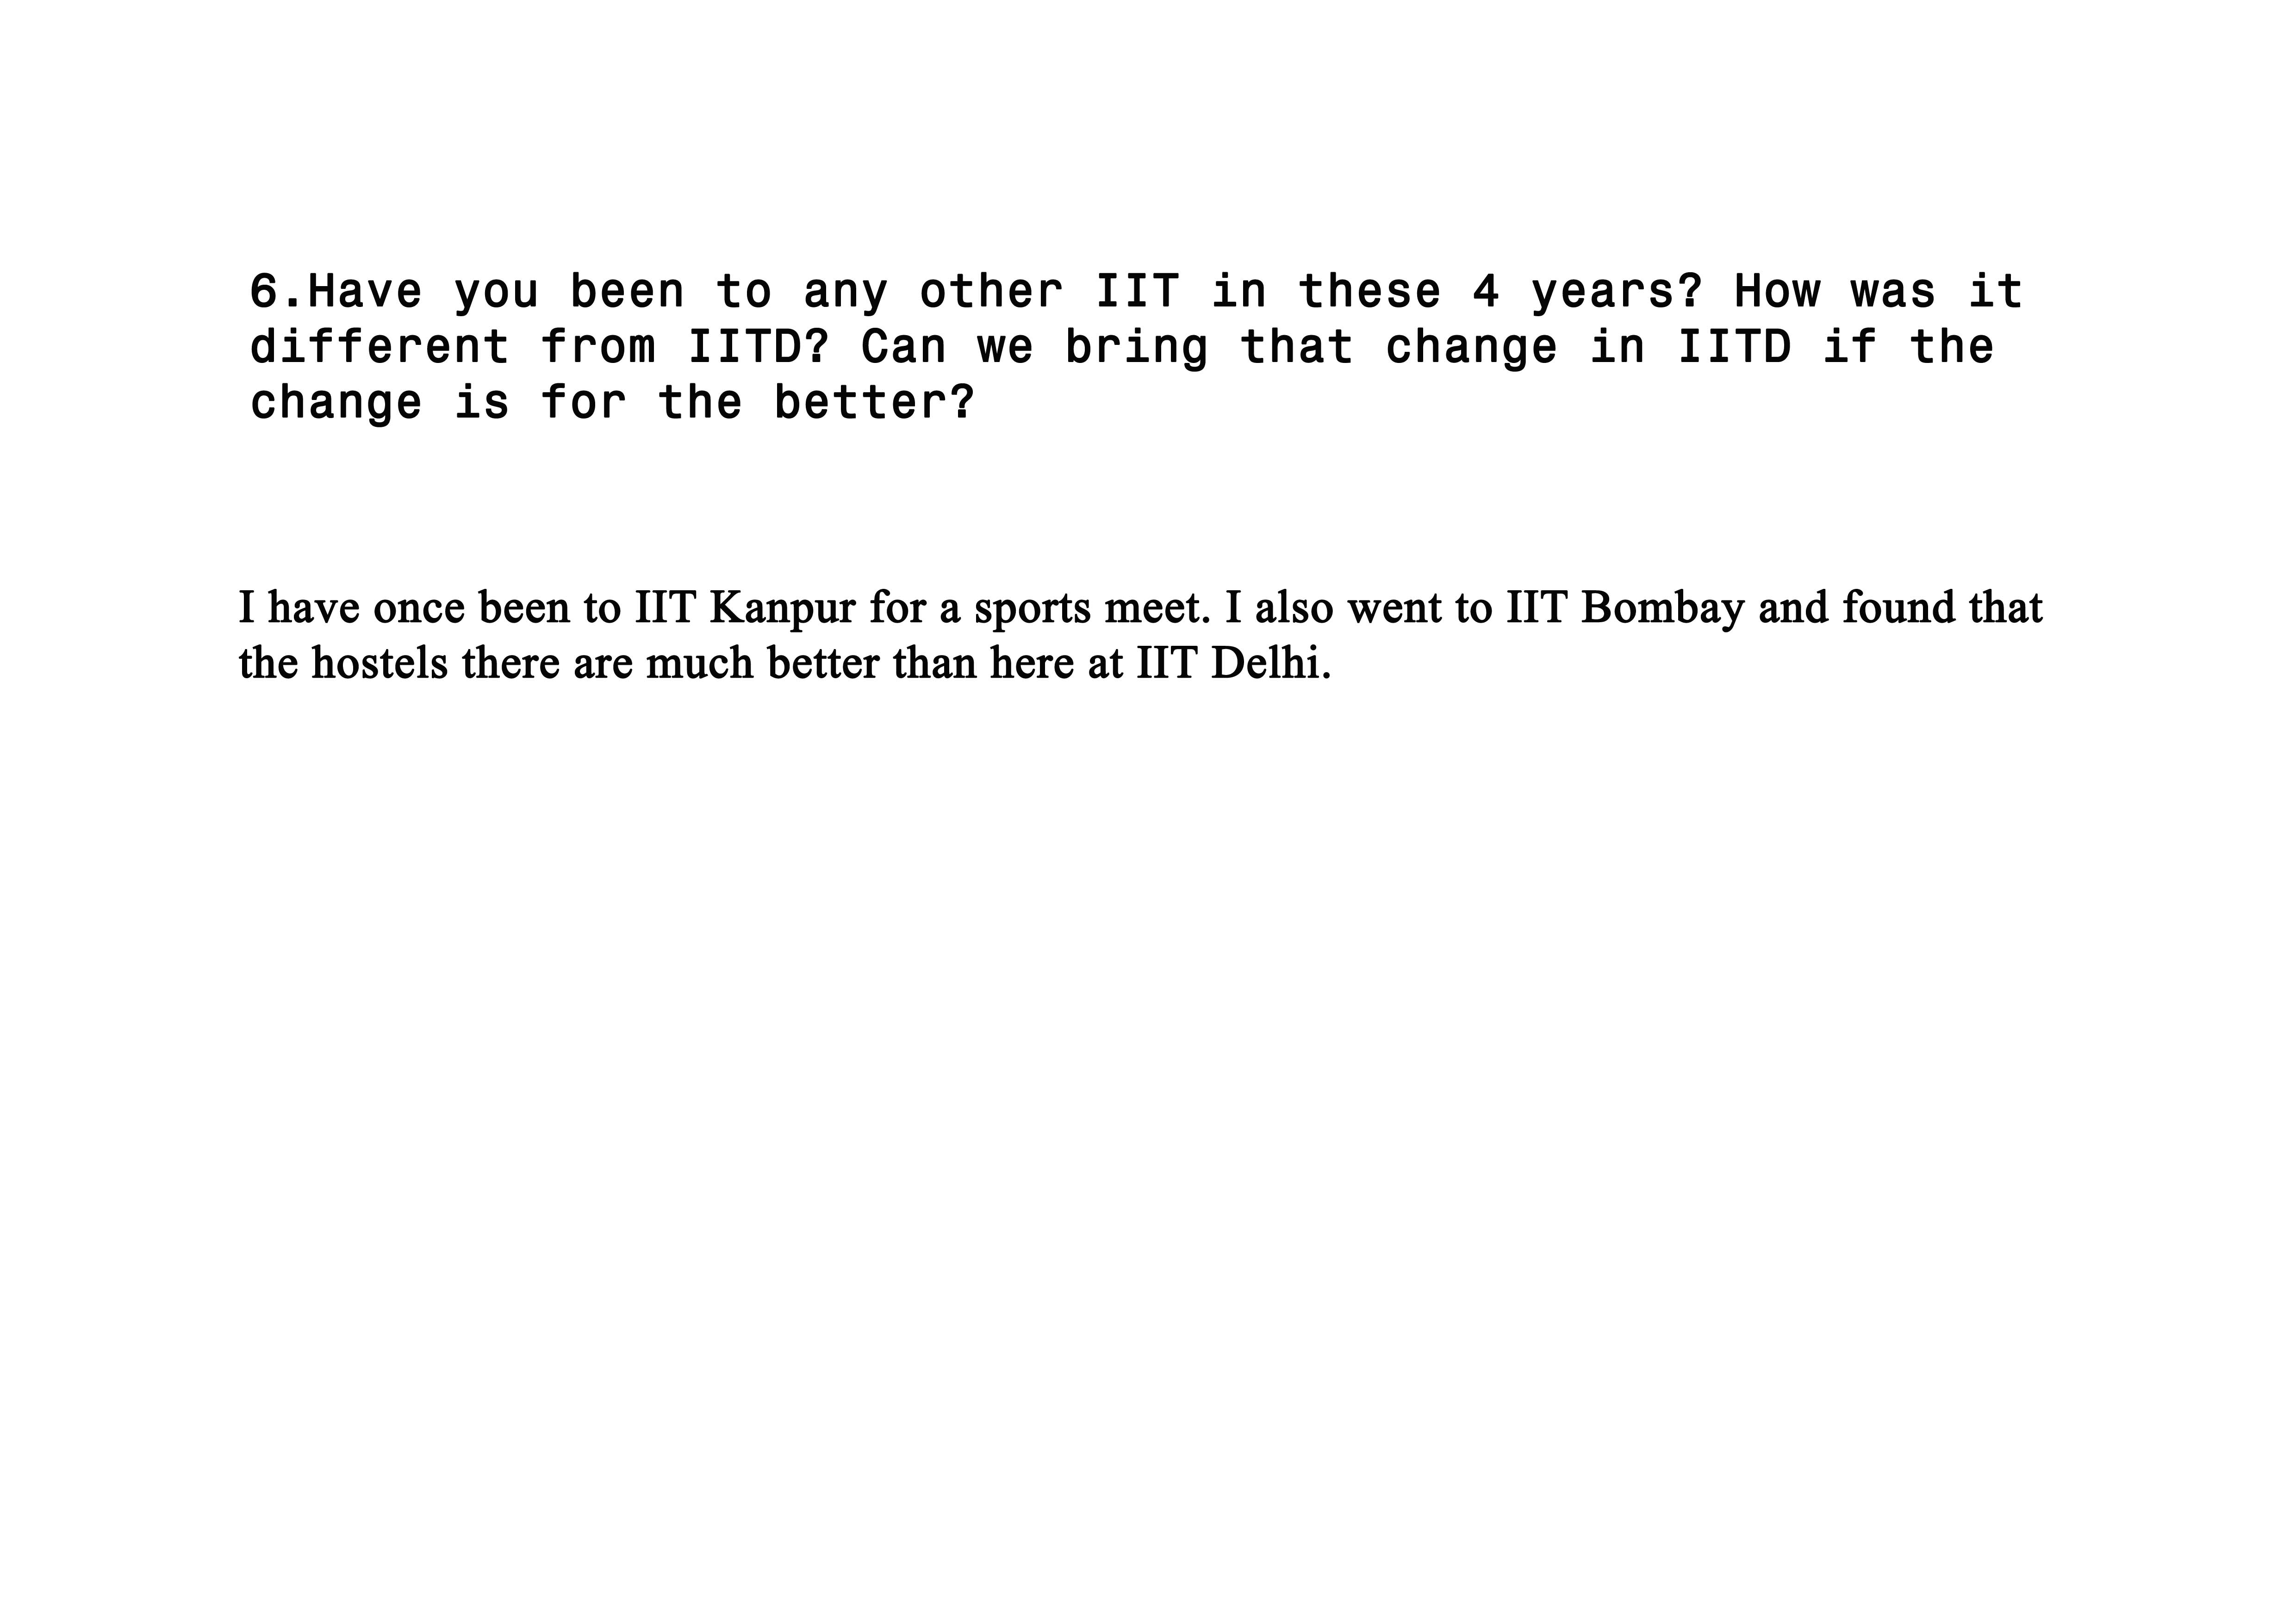 6.Have you been to any other IIT in these 4 years? How was it
different from IITD? Can we bring that change in IITD if the
change is for the better?
I have once been to IIT Kanpur for a sports meet. I also went to IIT Bombay and found that
the hostels there are much better than here at IIT Delhi.